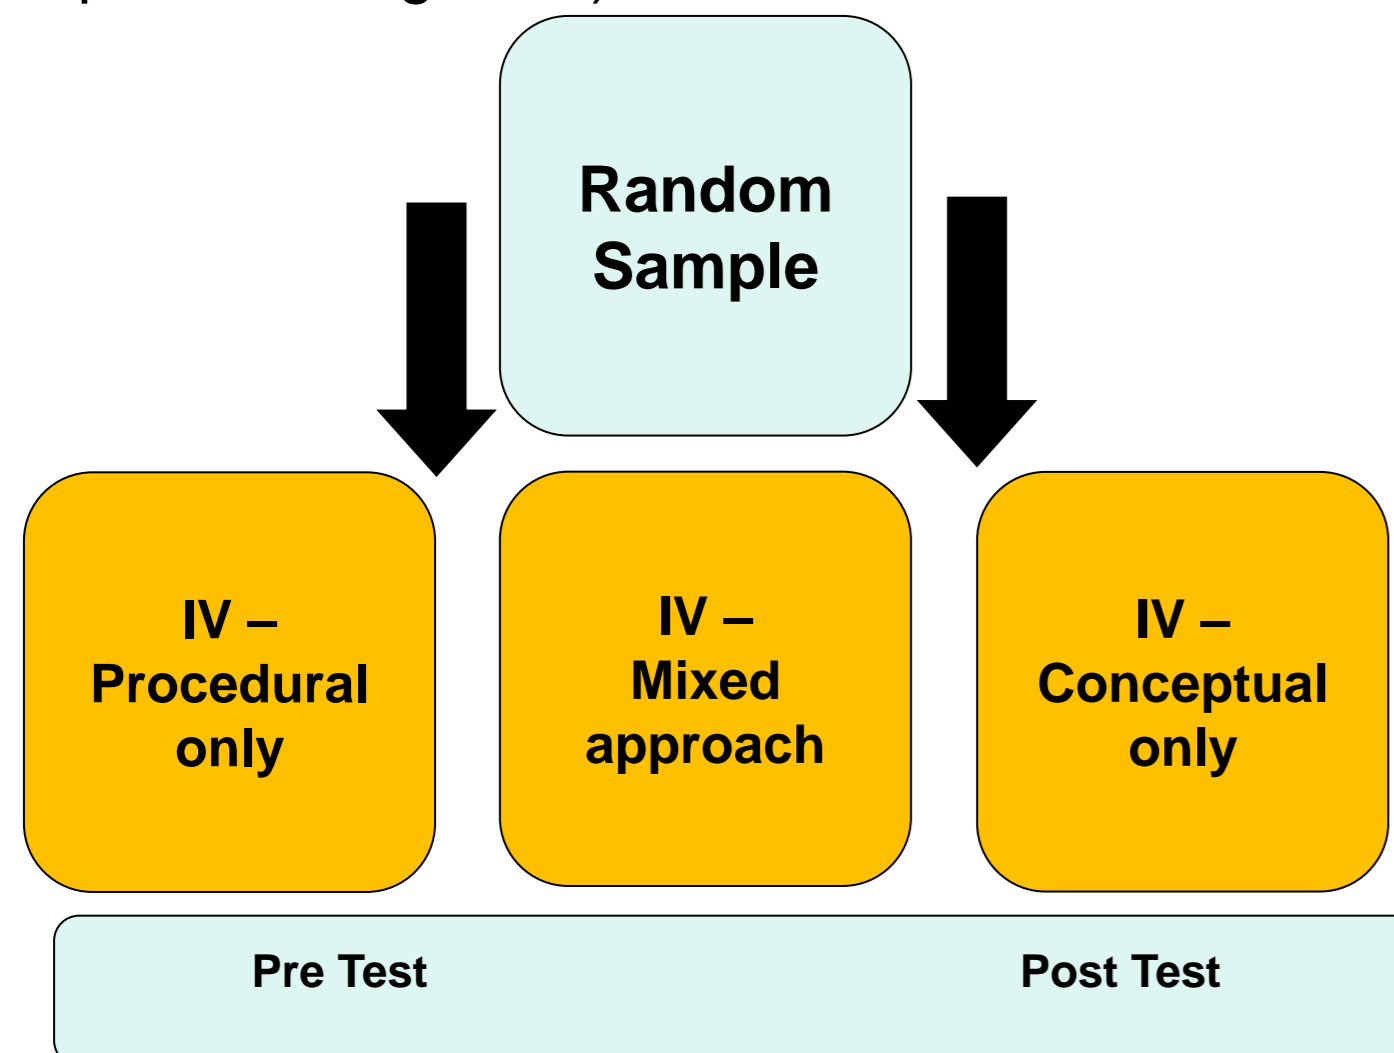 Random
Sample
IV –
Procedural
only
IV –
Mixed
approach
IV –
Conceptual
only
Pre Test
Post Test